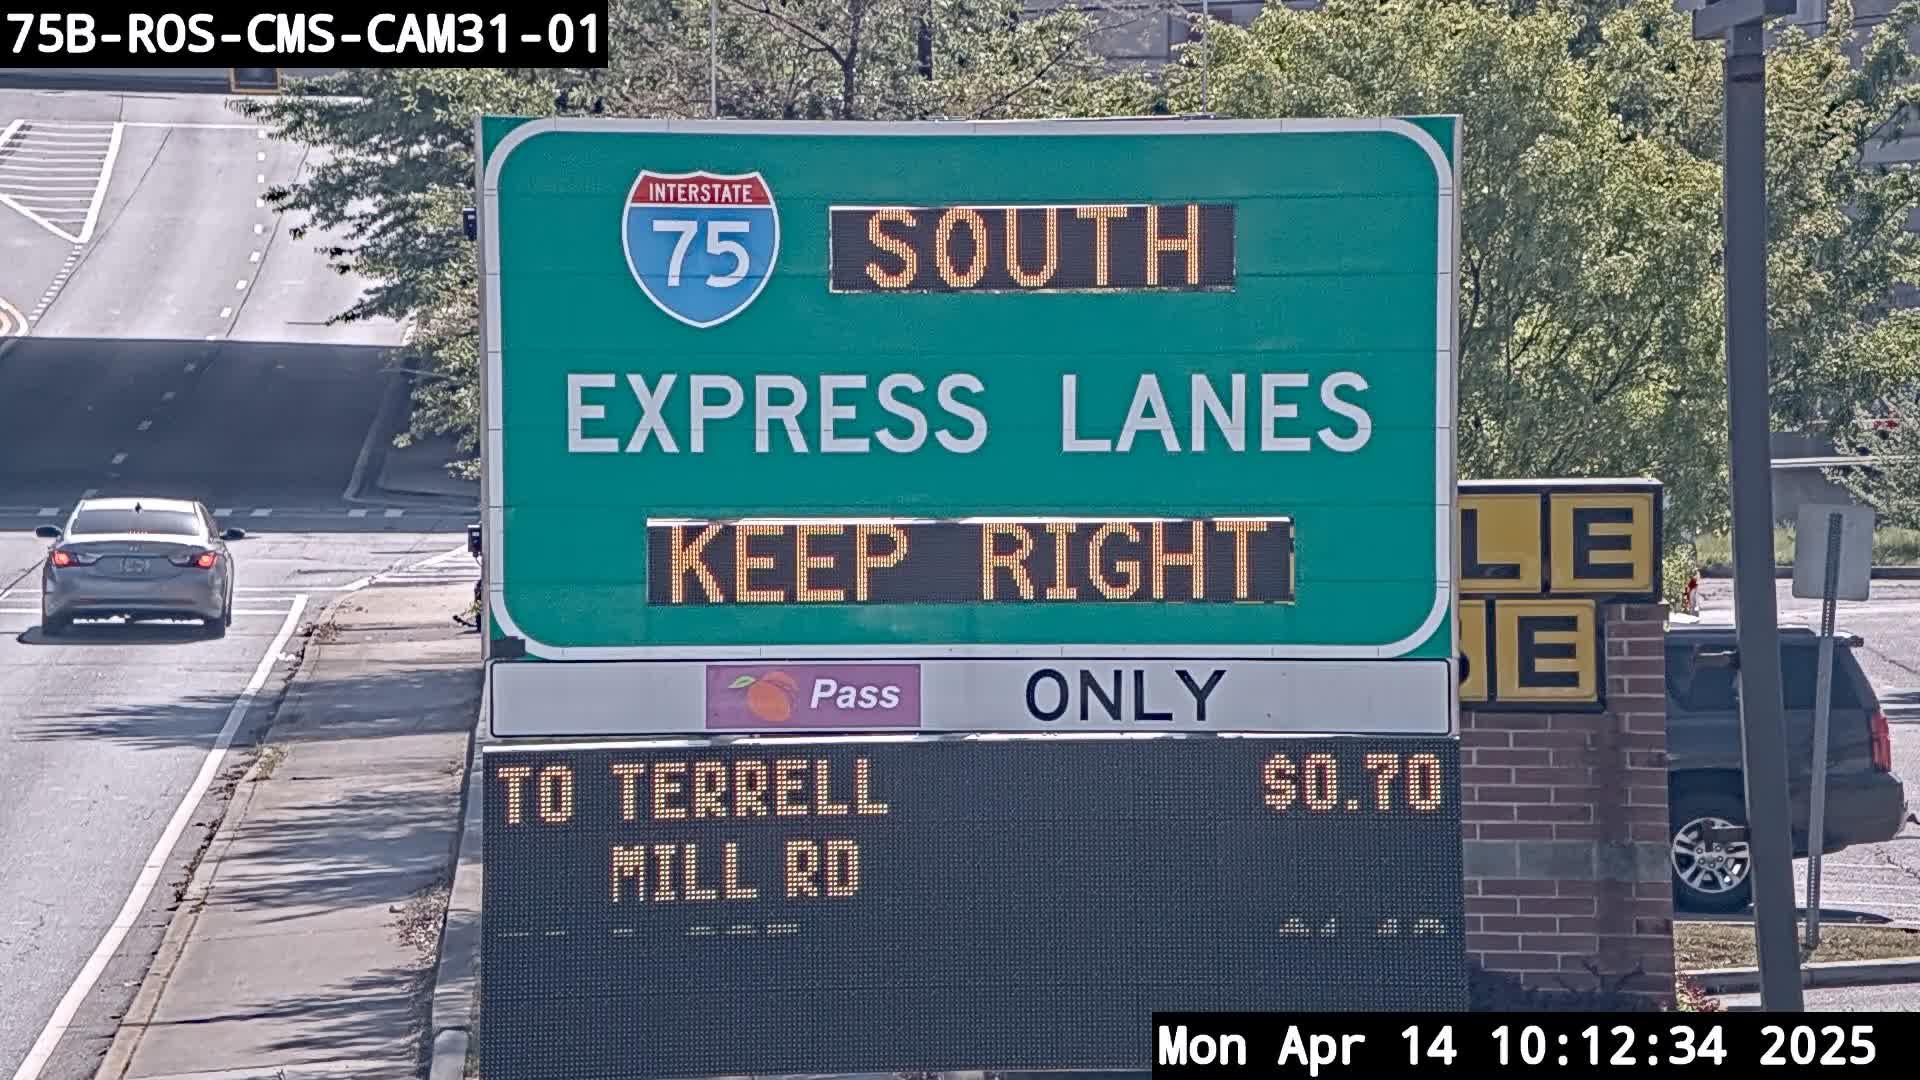 75B-ROS-CMS-CAM31-01
INTERSTATE
75
SOUTH
EXPRESS LANES
KEEP RIGHT
Pass ONLY
TO TERRELL $0.70
MILL RD
LE
E
Mon Apr 14 10:12:34 2025